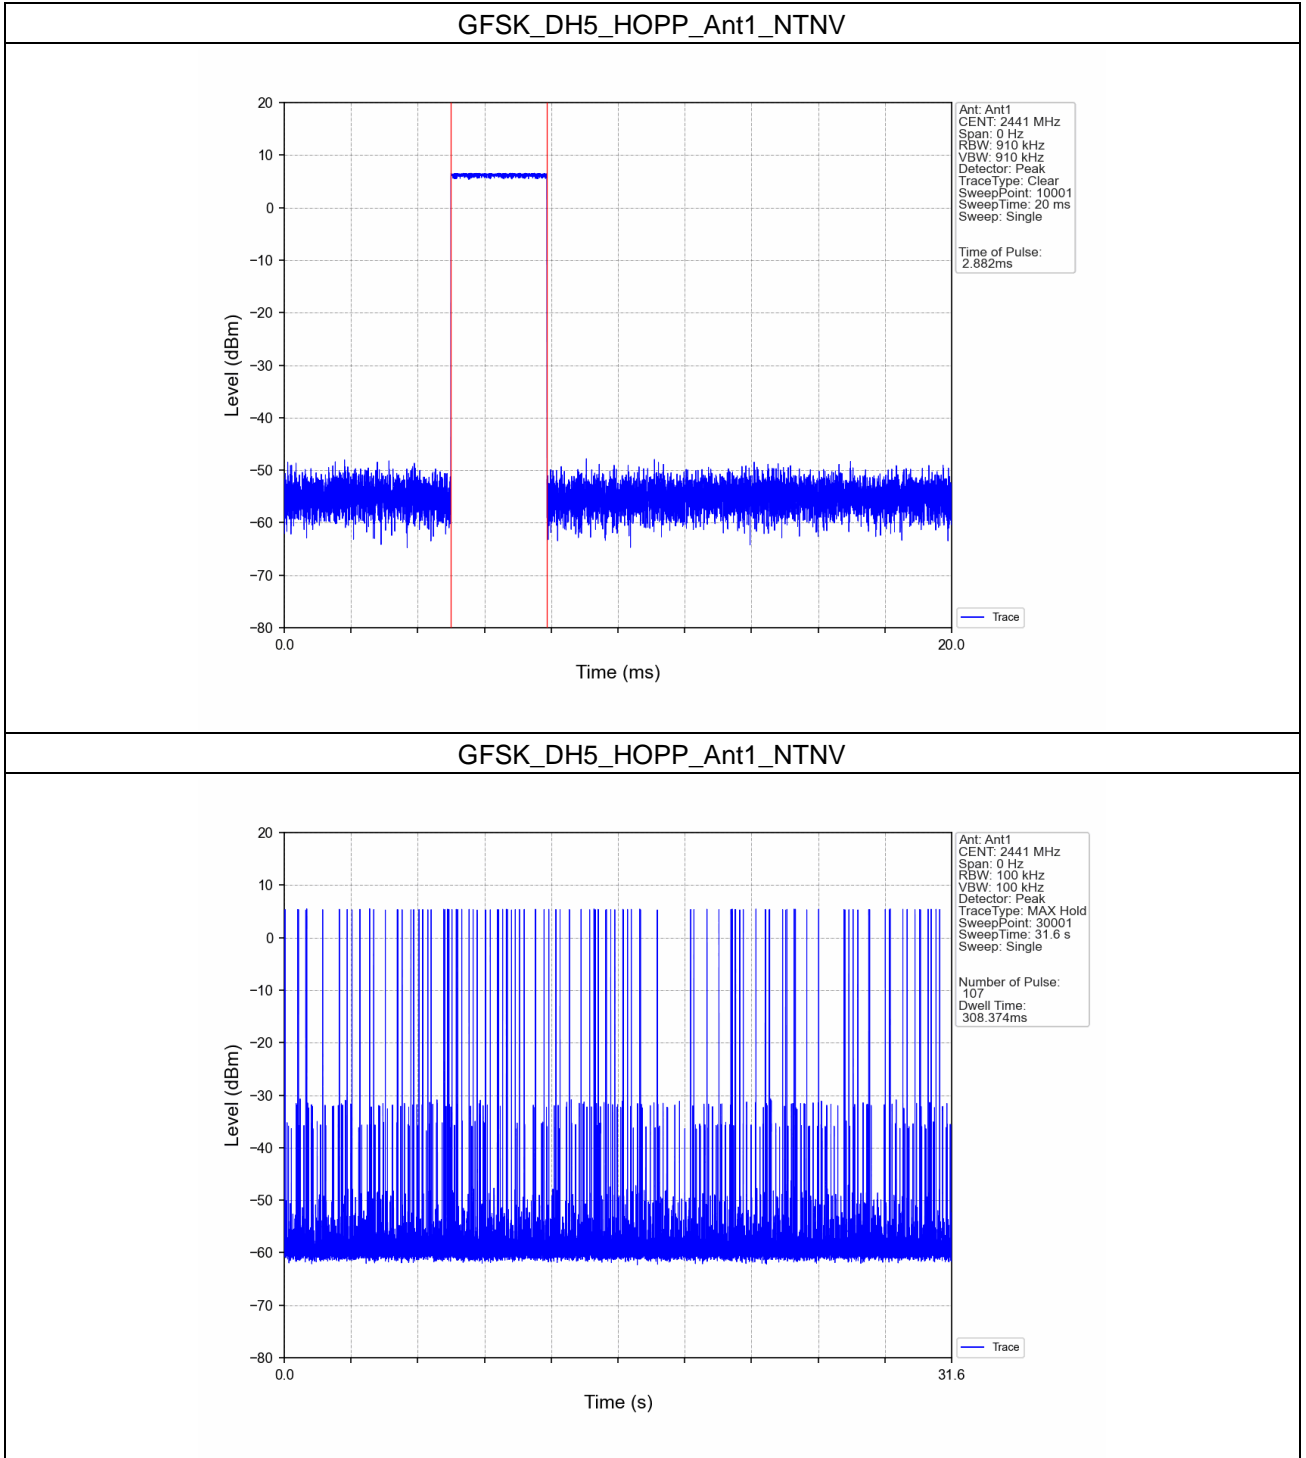 GFSK_DH5_HOPP_Ant1_NTNV
20
10
0
−10
−20
−30
−40
−50
−60
−70
−80
Level (dBm)
0.0
20.0
Time (ms)
Ant: Ant1
CENT: 2441 MHz
Span: 0 Hz
RBW: 910 kHz
VBW: 910 kHz
Detector: Peak
TraceType: Clear
SweepPoint: 10001
SweepTime: 20 ms
Sweep: Single
Time of Pulse:
2.882ms
Trace
GFSK_DH5_HOPP_Ant1_NTNV
20
10
0
−10
−20
−30
−40
−50
−60
−70
−80
Level (dBm)
0.0
31.6
Time (s)
Ant: Ant1
CENT: 2441 MHz
Span: 0 Hz
RBW: 100 kHz
VBW: 100 kHz
Detector: Peak
TraceType: MAX Hold
SweepPoint: 30001
SweepTime: 31.6 s
Sweep: Single
Number of Pulse:
107
Dwell Time:
308.374ms
Trace